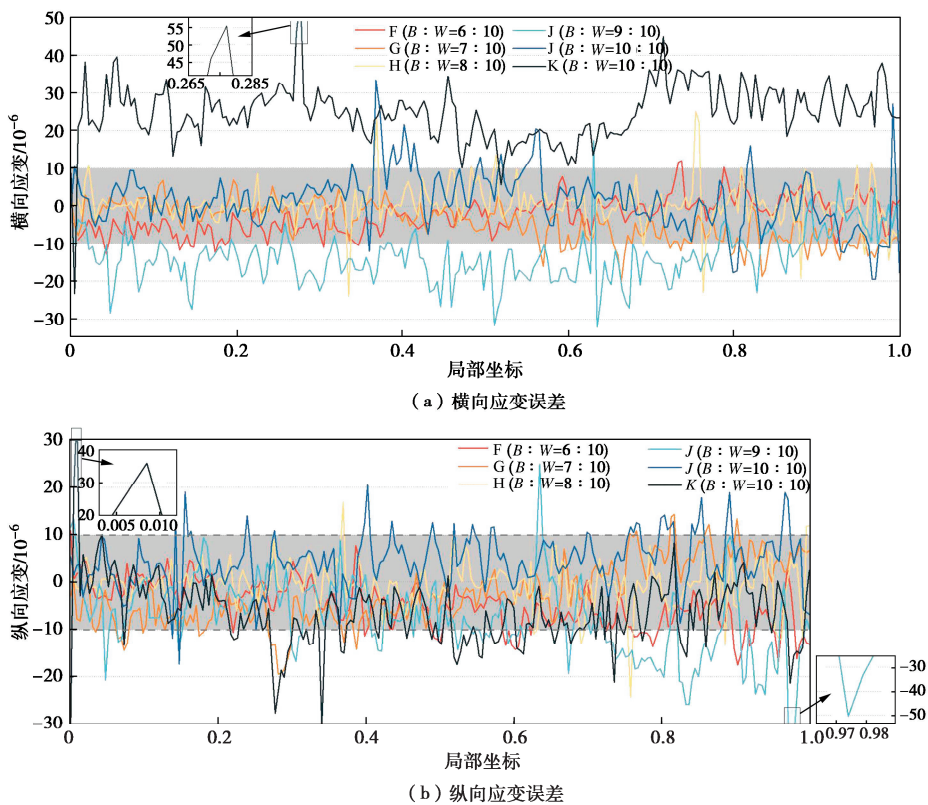 50
40
30
20
10
0
−10
−20
−30
横向应变/10⁻⁶
55
50
45
0.265
0.285
F (B：W=6：10)
G (B：W=7：10)
H (B：W=8：10)
J (B：W=9：10)
J (B：W=10：10)
K (B：W=10：10)
0
0.2
0.4
0.6
0.8
1.0
局部坐标
（a）横向应变误差
30
20
10
0
−10
−20
−30
纵向应变/10⁻⁶
40
30
20
0.005
0.010
F (B：W=6：10)
G (B：W=7：10)
H (B：W=8：10)
J (B：W=9：10)
J (B：W=10：10)
K (B：W=10：10)
−30
−40
−50
0.97 0.98
0
0.2
0.4
0.6
0.8
1.0
局部坐标
（b）纵向应变误差